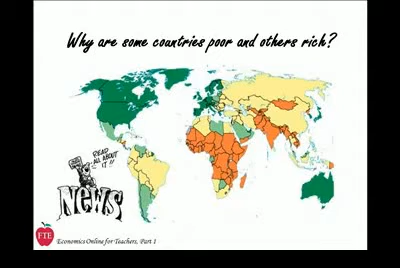 Why are some countries poor and others rich?
READ
ALL ABOUT
IT!!
NEWS
FTE
Economics Online for Teachers, Part 1